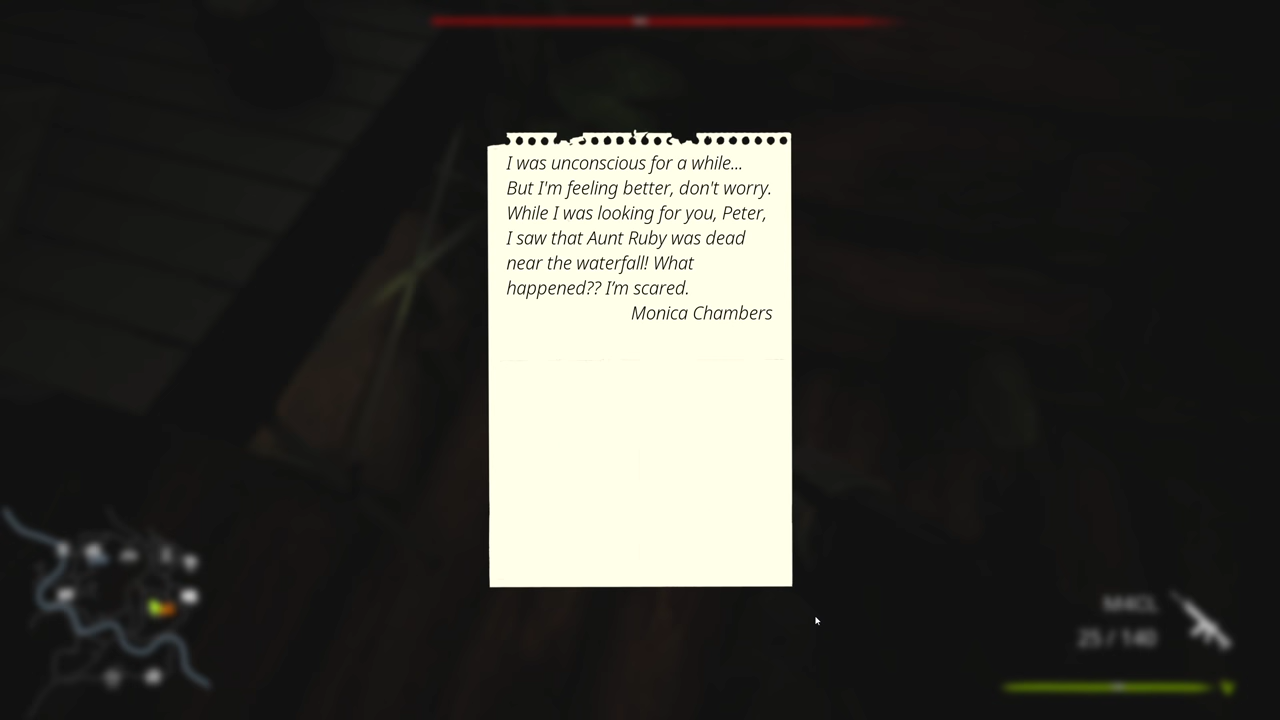 I was unconscious for a while...
But I'm feeling better, don't worry.
While I was looking for you, Peter,
I saw that Aunt Ruby was dead
near the waterfall! What
happened?? I'm scared.
Monica Chambers
25 / 140